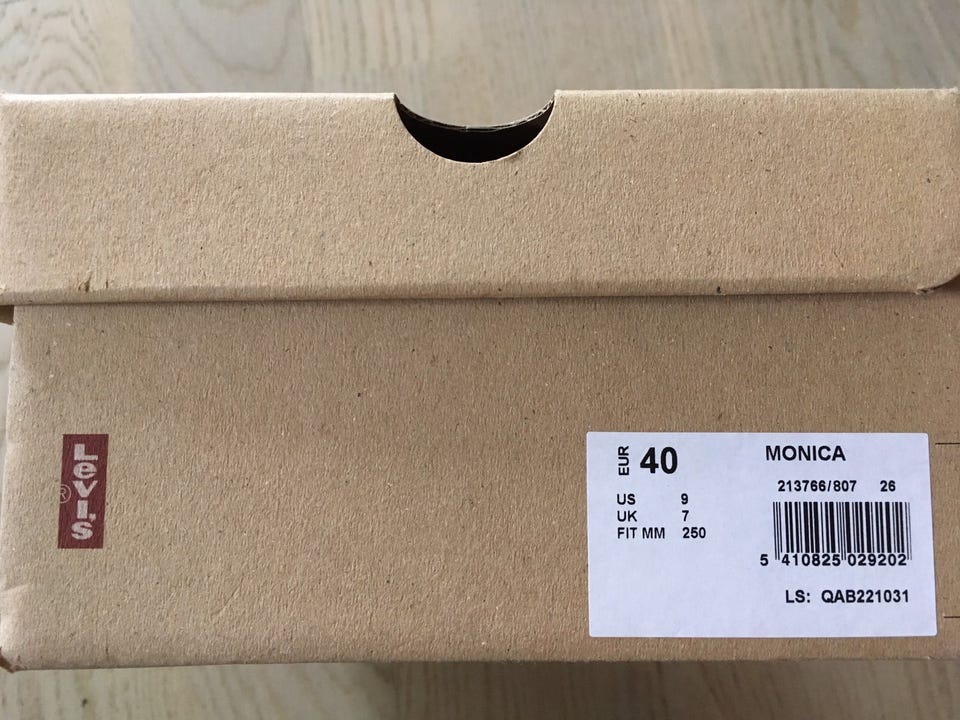 Levi's
®
EUR 40
US 9
UK 7
FIT MM 250
MONICA
213766/807 26
5 410825 029202
LS: QAB221031